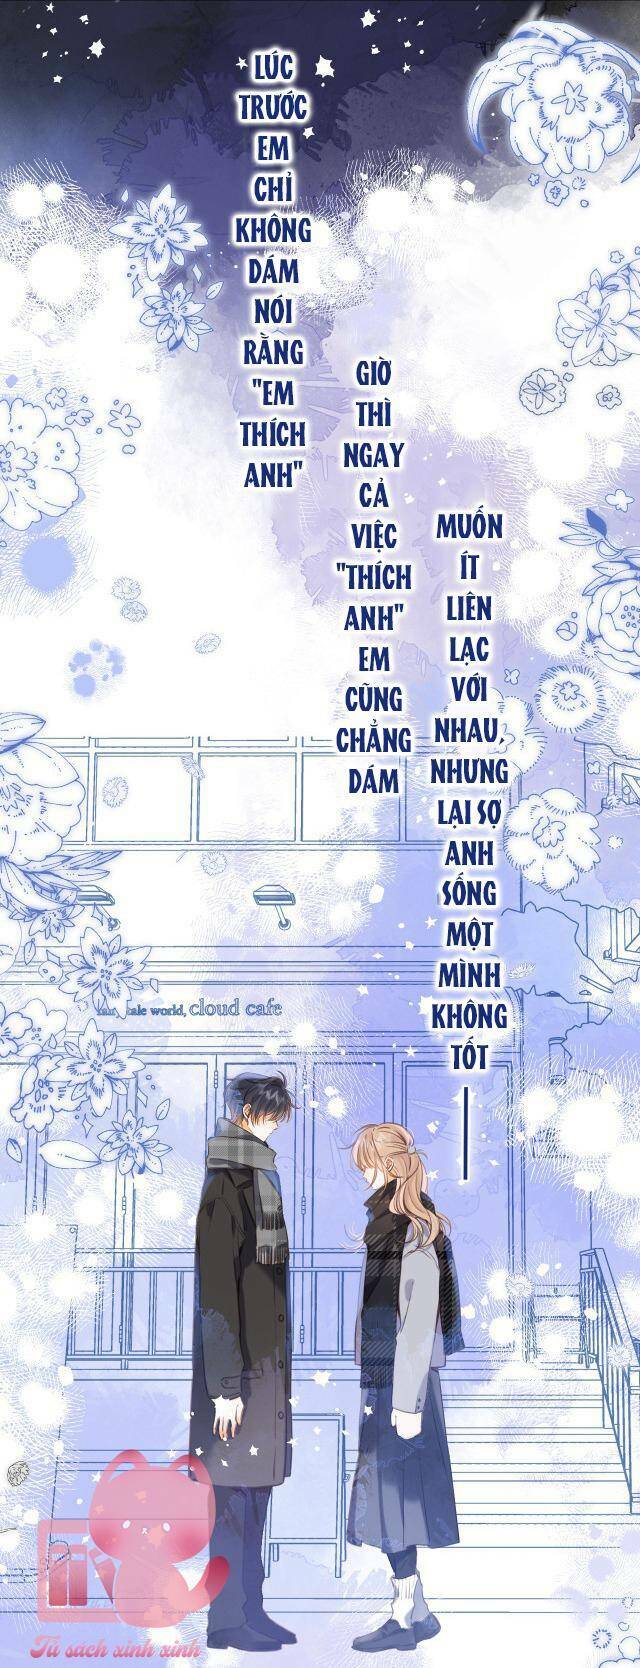 LÚC
TRƯỚC
EM
CHỈ
KHÔNG
DÁM
NÓI
RẰNG
"EM
THÍCH
ANH"
GIỜ
THÌ
NGAY
CẢ
VIỆC
"THÍCH
ANH"
EM
CŨNG
CHẲNG
DÁM
MUỐN
ÍT
LIÊN
LẠC
VỚI
NHAU,
NHƯNG
LẠI SỢ
ANH
SỐNG
MỘT
MÌNH
KHÔNG
TỐT
tale world, cloud cafe
Tủ sách xinh xinh